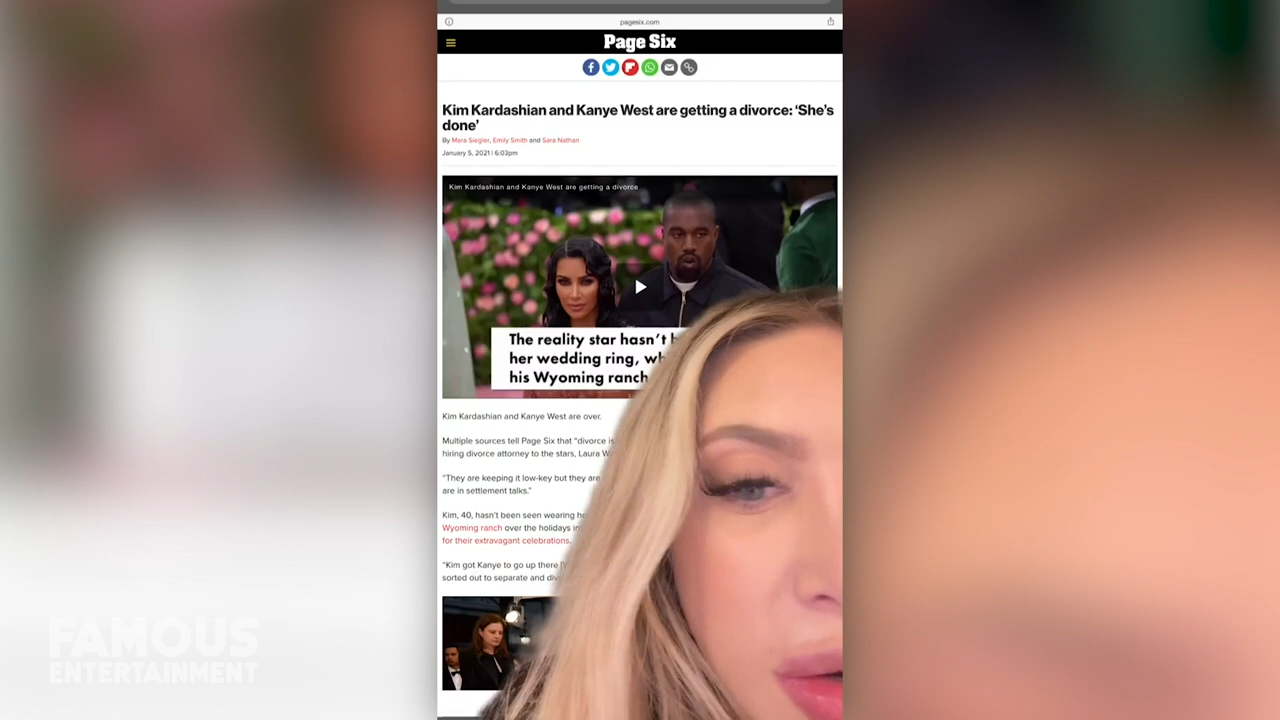 pagesix.com
Page Six
Kim Kardashian and Kanye West are getting a divorce: ‘She’s
done’
By Mara Siegler, Emily Smith and Sara Nathan
January 5, 2021 | 6:03pm
Kim Kardashian and Kanye West are getting a divorce
The reality star hasn’t
her wedding ring,
his Wyoming ranch
Kim Kardashian and Kanye West are over.
Multiple sources tell Page Six that “divorce is
hiring divorce attorney to the stars, Laura
“They are keeping it low-key but they are
are in settlement talks.”
Kim, 40, hasn’t been seen wearing
Wyoming ranch over the holidays
for their extravagant celebrations.
“Kim got Kanye to go up there
sorted out to separate and
FAMOUS
ENTERTAINMENT